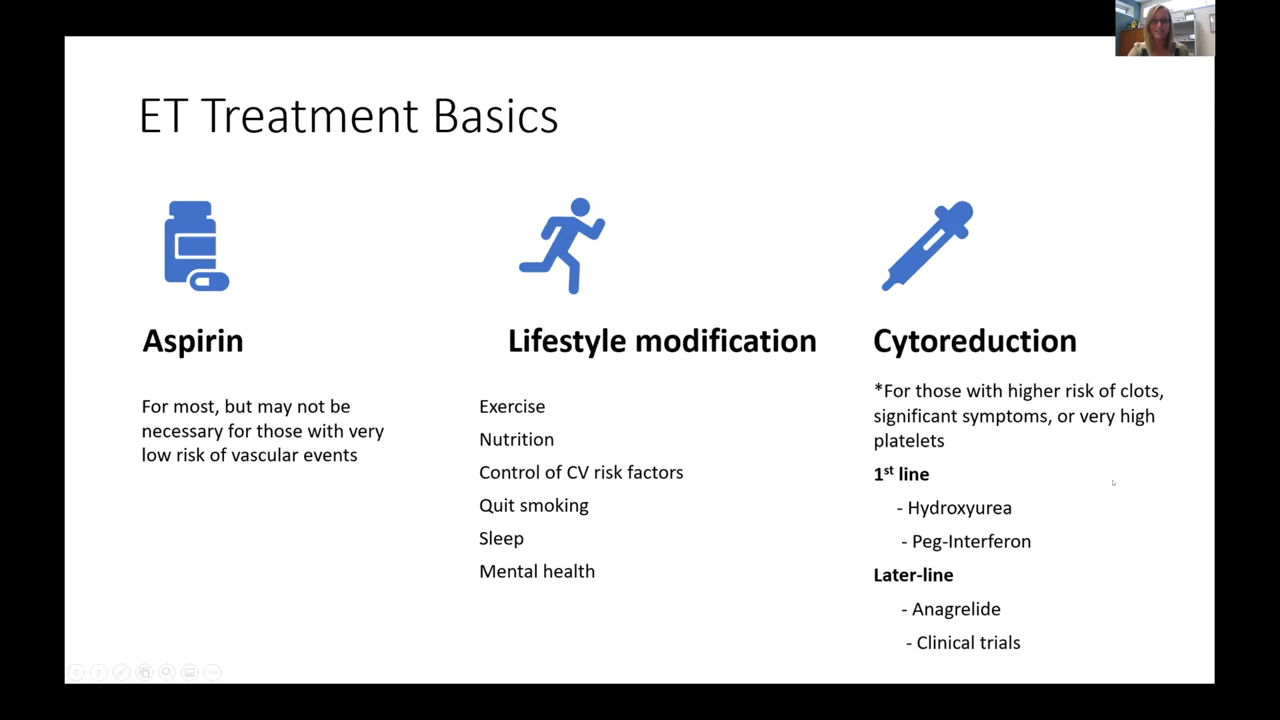 ET Treatment Basics
Aspirin
For most, but may not be
necessary for those with very
low risk of vascular events
Lifestyle modification
Exercise
Nutrition
Control of CV risk factors
Quit smoking
Sleep
Mental health
Cytoreduction
*For those with higher risk of clots,
significant symptoms, or very high
platelets
1st line
- Hydroxyurea
- Peg-Interferon
Later-line
- Anagrelide
- Clinical trials